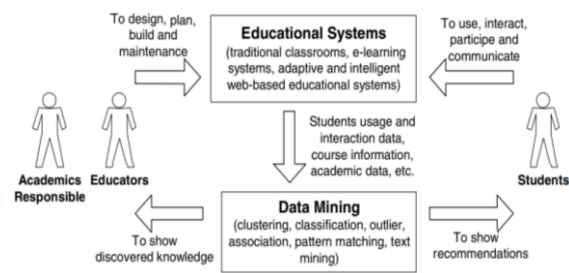 To design, plan,
build and
maintenance
Educational Systems
(traditional classrooms, e-learning
systems, adaptive and intelligent
web-based educational systems)
To use, interact,
participe and
communicate
Students usage and
interaction data,
course information,
academic data, etc.
Academics
Responsible
Educators
Students
Data Mining
(clustering, classification, outlier,
association, pattern matching, text
mining)
To show
discovered knowledge
To show
recommendations